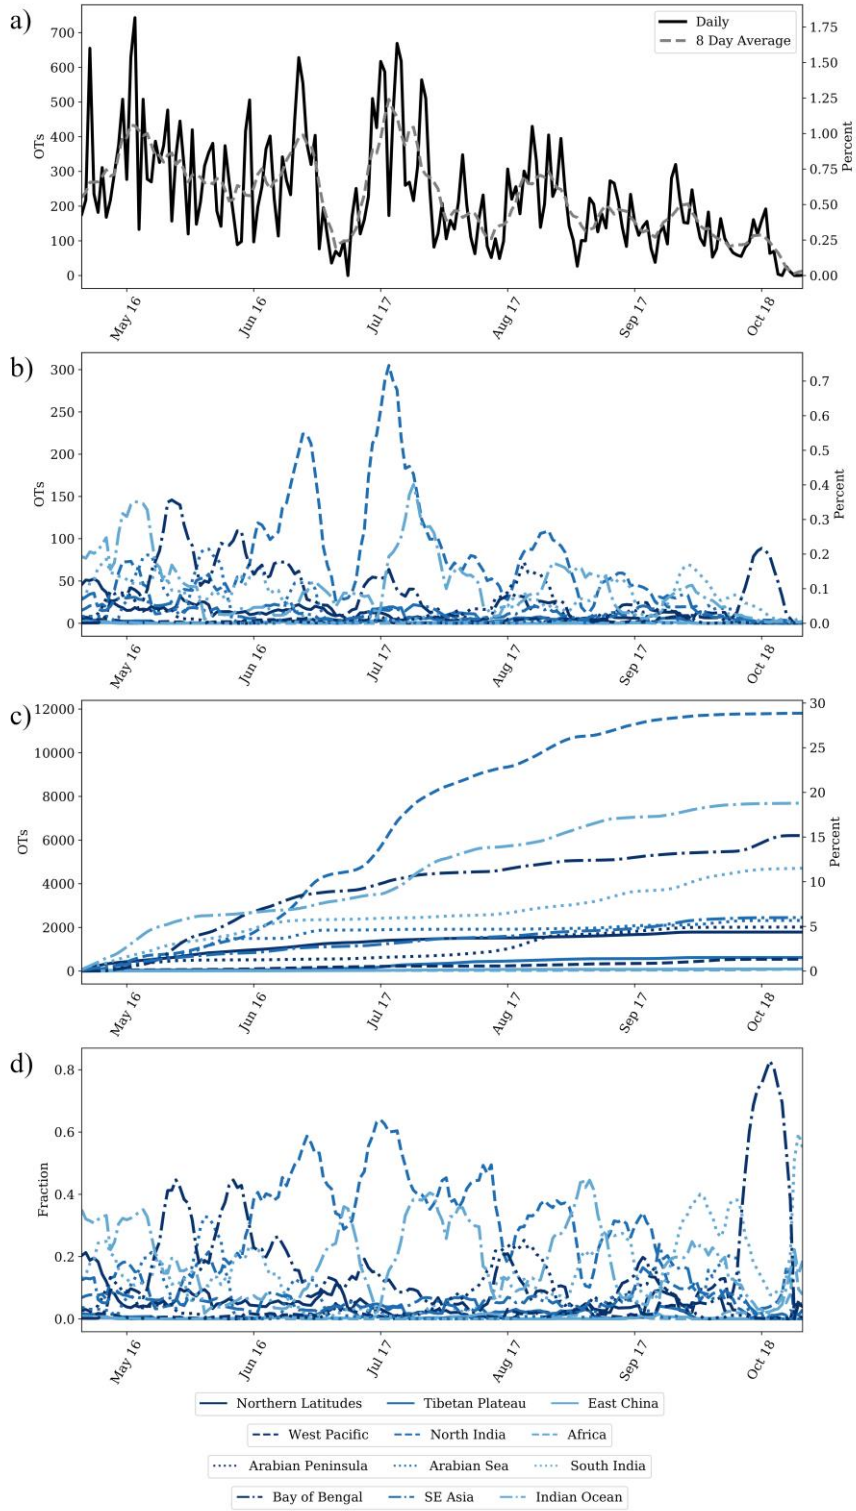 a)
700
600
500
400
300
200
100
0
OTs
Daily
8 Day Average
1.75
1.50
1.25
1.00
0.75
0.50
0.25
0.00
Percent
May 16
Jun 16
Jul 17
Aug 17
Sep 17
Oct 18
b)
300
250
200
150
100
50
0
OTs
0.7
0.6
0.5
0.4
0.3
0.2
0.1
0.0
Percent
May 16
Jun 16
Jul 17
Aug 17
Sep 17
Oct 18
c)
12000
10000
8000
6000
4000
2000
0
OTs
30
25
20
15
10
5
0
Percent
May 16
Jun 16
Jul 17
Aug 17
Sep 17
Oct 18
d)
0.8
0.6
0.4
0.2
0.0
Fraction
May 16
Jun 16
Jul 17
Aug 17
Sep 17
Oct 18
Northern Latitudes Tibetan Plateau East China
West Pacific North India Africa
Arabian Peninsula Arabian Sea South India
Bay of Bengal SE Asia Indian Ocean